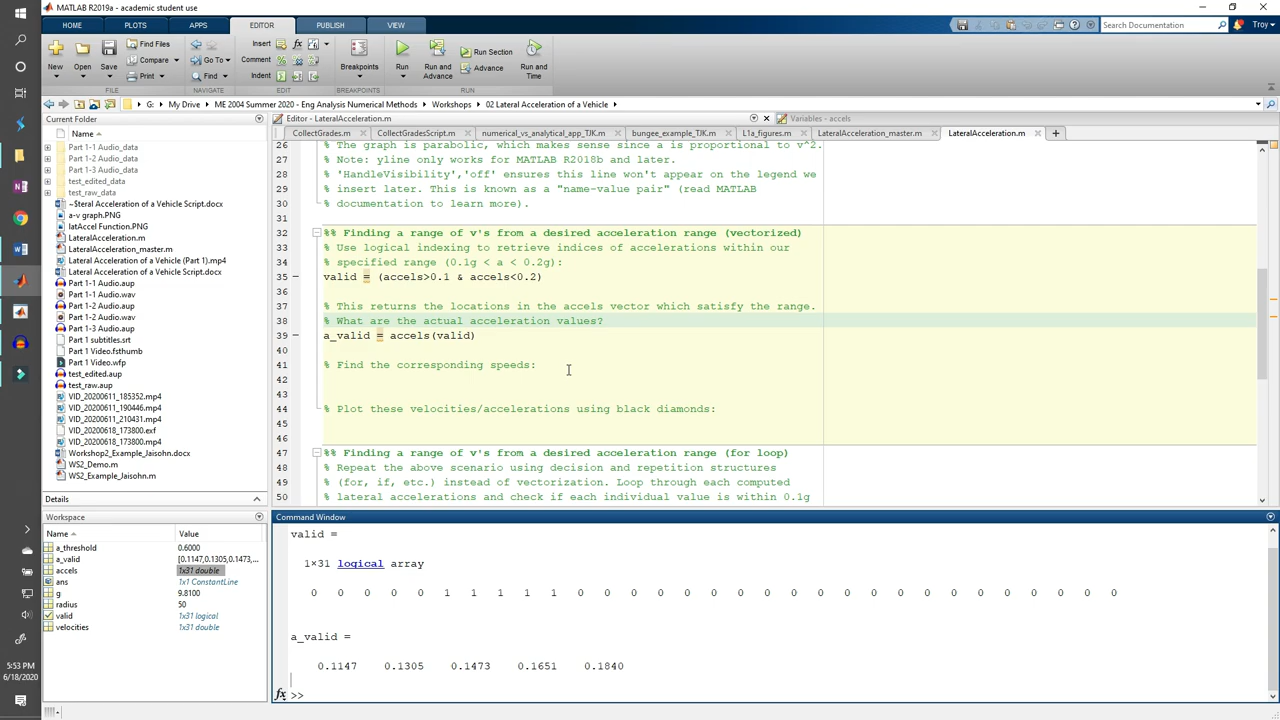 MATLAB R2019a - academic student use
HOME PLOTS APPS EDITOR PUBLISH VIEW
Search Documentation
Troy
New Open Save Find Files Compare Print Go To Find Insert Comment Indent Breakpoints Run Run and Advance Run Section Advance Run and Time
FILE NAVIGATE EDIT BREAKPOINTS RUN
G: ▸ My Drive ▸ ME 2004 Summer 2020 - Eng Analysis Numerical Methods ▸ Workshops ▸ 02 Lateral Acceleration of a Vehicle ▸
Current Folder
Name
Part 1-1 Audio_data
Part 1-2 Audio_data
Part 1-3 Audio_data
test_edited_data
test_raw_data
~$teral Acceleration of a Vehicle Script.docx
a-v graph.PNG
latAccel Function.PNG
LateralAcceleration.m
LateralAcceleration_master.m
Lateral Acceleration of a Vehicle (Part 1).mp4
Lateral Acceleration of a Vehicle Script.docx
Part 1-1 Audio.aup
Part 1-1 Audio.wav
Part 1-2 Audio.aup
Part 1-2 Audio.wav
Part 1-3 Audio.aup
Part 1 subtitles.srt
Part 1 Video.fsthumb
Part 1 Video.wfp
test_edited.aup
test_raw.aup
VID_20200611_185352.mp4
VID_20200611_190446.mp4
VID_20200611_210431.mp4
VID_20200618_173800.exf
VID_20200618_173800.mp4
Workshop2_Example_Jaisohn.docx
WS2_Demo.m
WS2_Example_Jaisohn.m
Details
Workspace
Name Value
a_threshold 0.6000
a_valid [0.1147,0.1305,0.1473,...
accels 1x31 double
ans 1x1 ConstantLine
g 9.8100
radius 50
valid 1x31 logical
velocities 1x31 double
5:53 PM
6/18/2020
Editor - LateralAcceleration.m
Variables - accels
CollectGrades.m CollectGradesScript.m numerical_vs_analytical_app_TJK.m bungee_example_TJK.m L1a_figures.m LateralAcceleration_master.m LateralAcceleration.m
26 % The graph is parabolic, which makes sense since a is proportional to v^2.
27 % Note: yline only works for MATLAB R2018b and later.
28 % 'HandleVisibility','off' ensures this line won't appear on the legend we
29 % insert later. This is known as a "name-value pair" (read MATLAB
30 % documentation to learn more).
31
32 %% Finding a range of v's from a desired acceleration range (vectorized)
33 % Use logical indexing to retrieve indices of accelerations within our
34 % specified range (0.1g < a < 0.2g):
35 valid = (accels>0.1 & accels<0.2)
36
37 % This returns the locations in the accels vector which satisfy the range.
38 % What are the actual acceleration values?
39 a_valid = accels(valid)
40
41 % Find the corresponding speeds:
42
43
44 % Plot these velocities/accelerations using black diamonds:
45
46
47 %% Finding a range of v's from a desired acceleration range (for loop)
48 % Repeat the above scenario using decision and repetition structures
49 % (for, if, etc.) instead of vectorization. Loop through each computed
50 % lateral accelerations and check if each individual value is within 0.1g
Command Window
valid =
1×31 logical array
0 0 0 0 0 1 1 1 1 1 0 0 0 0 0 0 0 0 0 0 0 0 0 0 0 0 0 0 0 0 0
a_valid =
0.1147 0.1305 0.1473 0.1651 0.1840
fx >>